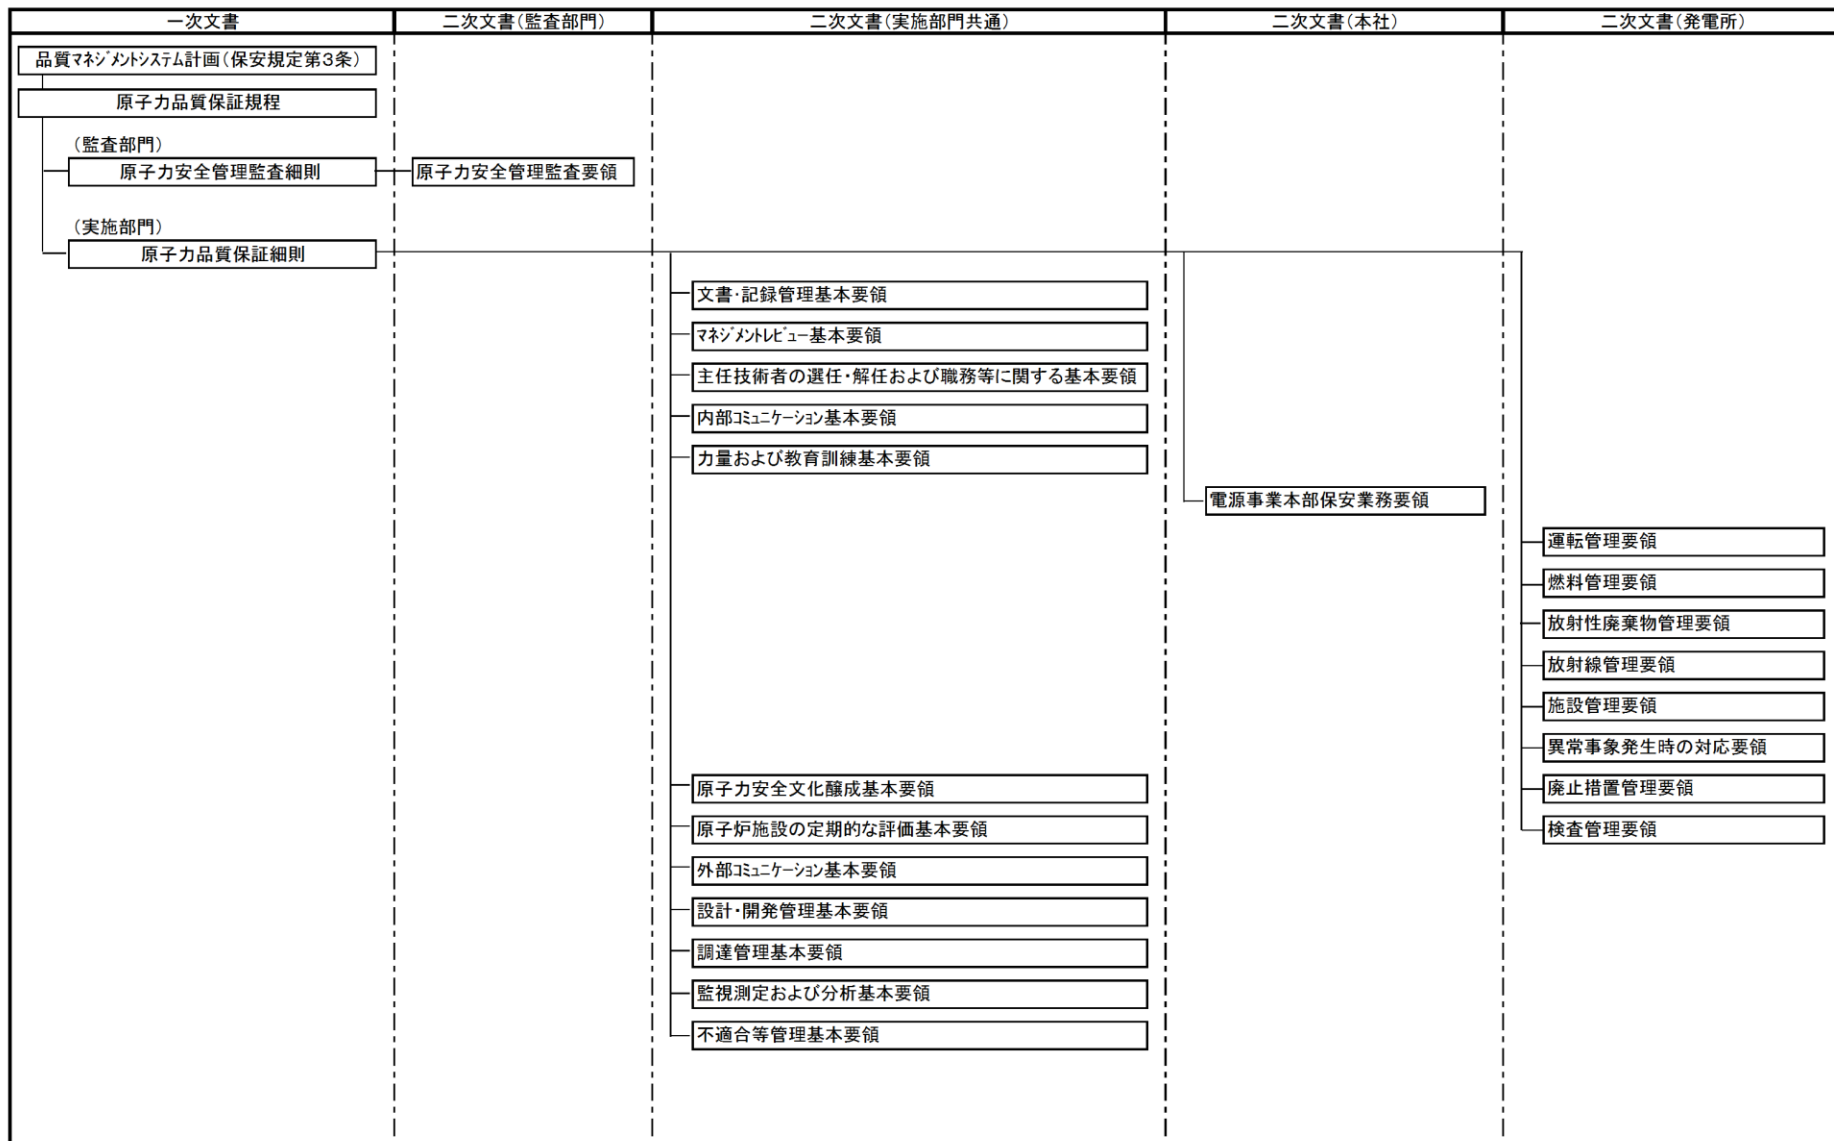 一次文書
二次文書(監査部門)
二次文書(実施部門共通)
二次文書(本社)
二次文書(発電所)
品質ﾏﾈｼﾞﾒﾝﾄｼｽﾃﾑ計画(保安規定第3条)
原子力品質保証規程
(監査部門)
原子力安全管理監査細則
原子力安全管理監査要領
(実施部門)
原子力品質保証細則
文書･記録管理基本要領
ﾏﾈｼﾞﾒﾝﾄﾚﾋﾞｭｰ基本要領
主任技術者の選任･解任および職務等に関する基本要領
内部ｺﾐｭﾆｹｰｼｮﾝ基本要領
力量および教育訓練基本要領
電源事業本部保安業務要領
運転管理要領
燃料管理要領
放射性廃棄物管理要領
放射線管理要領
施設管理要領
異常事象発生時の対応要領
原子力安全文化醸成基本要領
廃止措置管理要領
原子炉施設の定期的な評価基本要領
検査管理要領
外部ｺﾐｭﾆｹｰｼｮﾝ基本要領
設計･開発管理基本要領
調達管理基本要領
監視測定および分析基本要領
不適合等管理基本要領